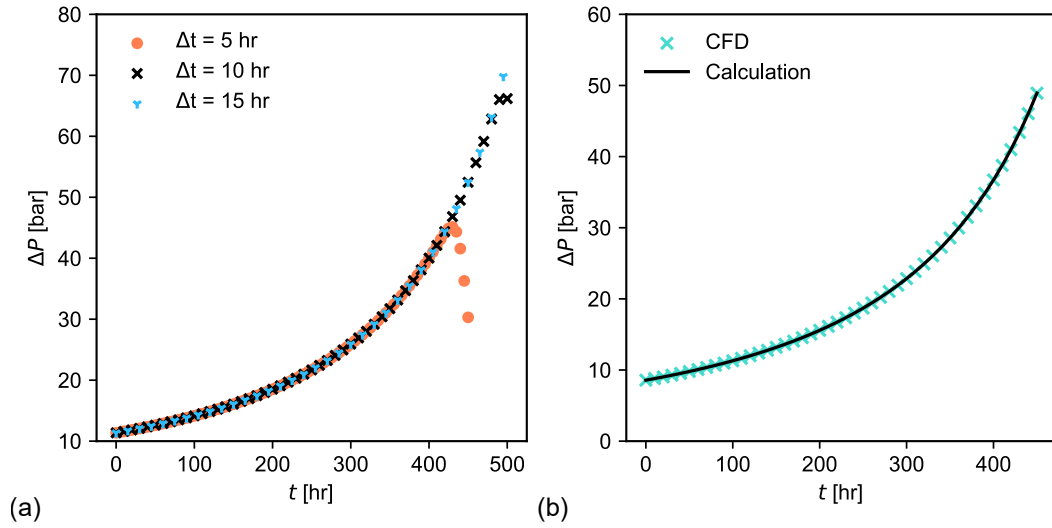 80
70
60
50
40
30
20
10
ΔP [bar]
Δt = 5 hr
Δt = 10 hr
Δt = 15 hr
0 100 200 300 400 500
t [hr]
(a)
60
50
40
30
20
10
0
ΔP [bar]
CFD
Calculation
0 100 200 300 400
t [hr]
(b)